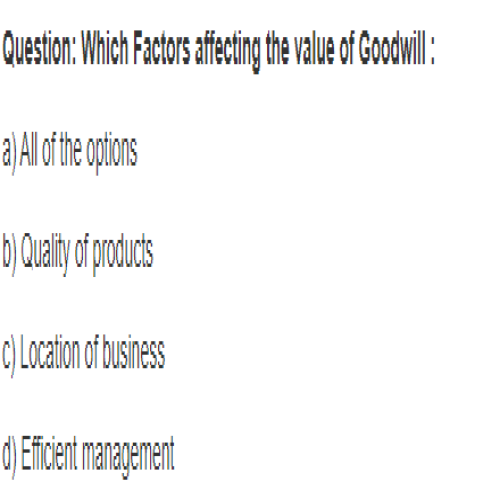 Question: Which Factors affecting the value of Goodwill :
a) All of the options
b) Quality of products
c) Location of business
d) Efficient management